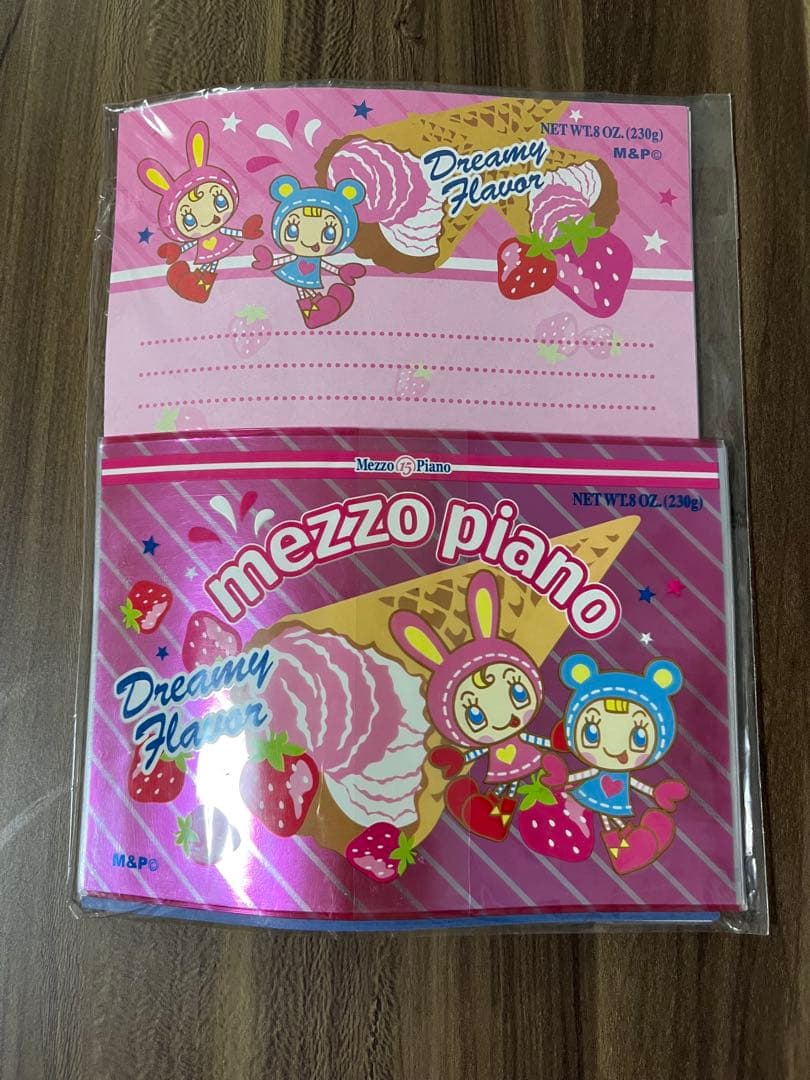 NET WT.8 OZ. (230g)
M&P©
Dreamy
Flavor
Mezzo 15 Piano
NET WT.8 OZ. (230g)
mezzo piano
Dreamy
Flavor
M&P©